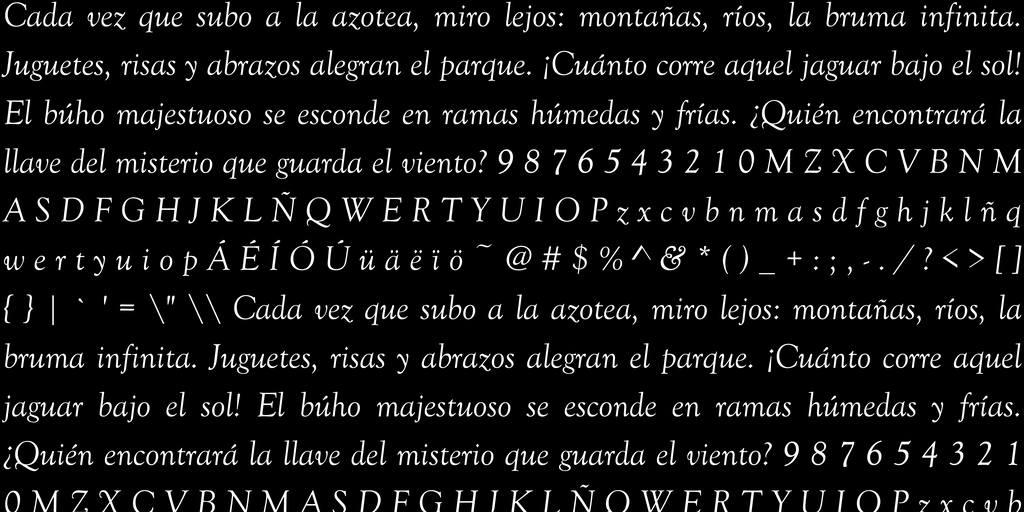 Cada vez que subo a la azotea, miro lejos: montañas, ríos, la bruma infinita.
Juguetes, risas y abrazos alegran el parque. ¡Cuánto corre aquel jaguar bajo el sol!
El búho majestuoso se esconde en ramas húmedas y frías. ¿Quién encontrará la
llave del misterio que guarda el viento? 9 8 7 6 5 4 3 2 1 0 M Z X C V B N M
A S D F G H J K L Ñ Q W E R T Y U I O P z x c v b n m a s d f g h j k l ñ q
w e r t y u i o p Á É Í Ó Ú ü ä ë ï ö ~ @ # $ % ^ & * ( ) _ + : ; , - . / ? < > [ ]
{ } | ` ' = \" \\ Cada vez que subo a la azotea, miro lejos: montañas, ríos, la
bruma infinita. Juguetes, risas y abrazos alegran el parque. ¡Cuánto corre aquel
jaguar bajo el sol! El búho majestuoso se esconde en ramas húmedas y frías.
¿Quién encontrará la llave del misterio que guarda el viento? 9 8 7 6 5 4 3 2 1
0 M Z X C V B N M A S D F G H J K L Ñ Q W E R T Y U I O P z x c v b